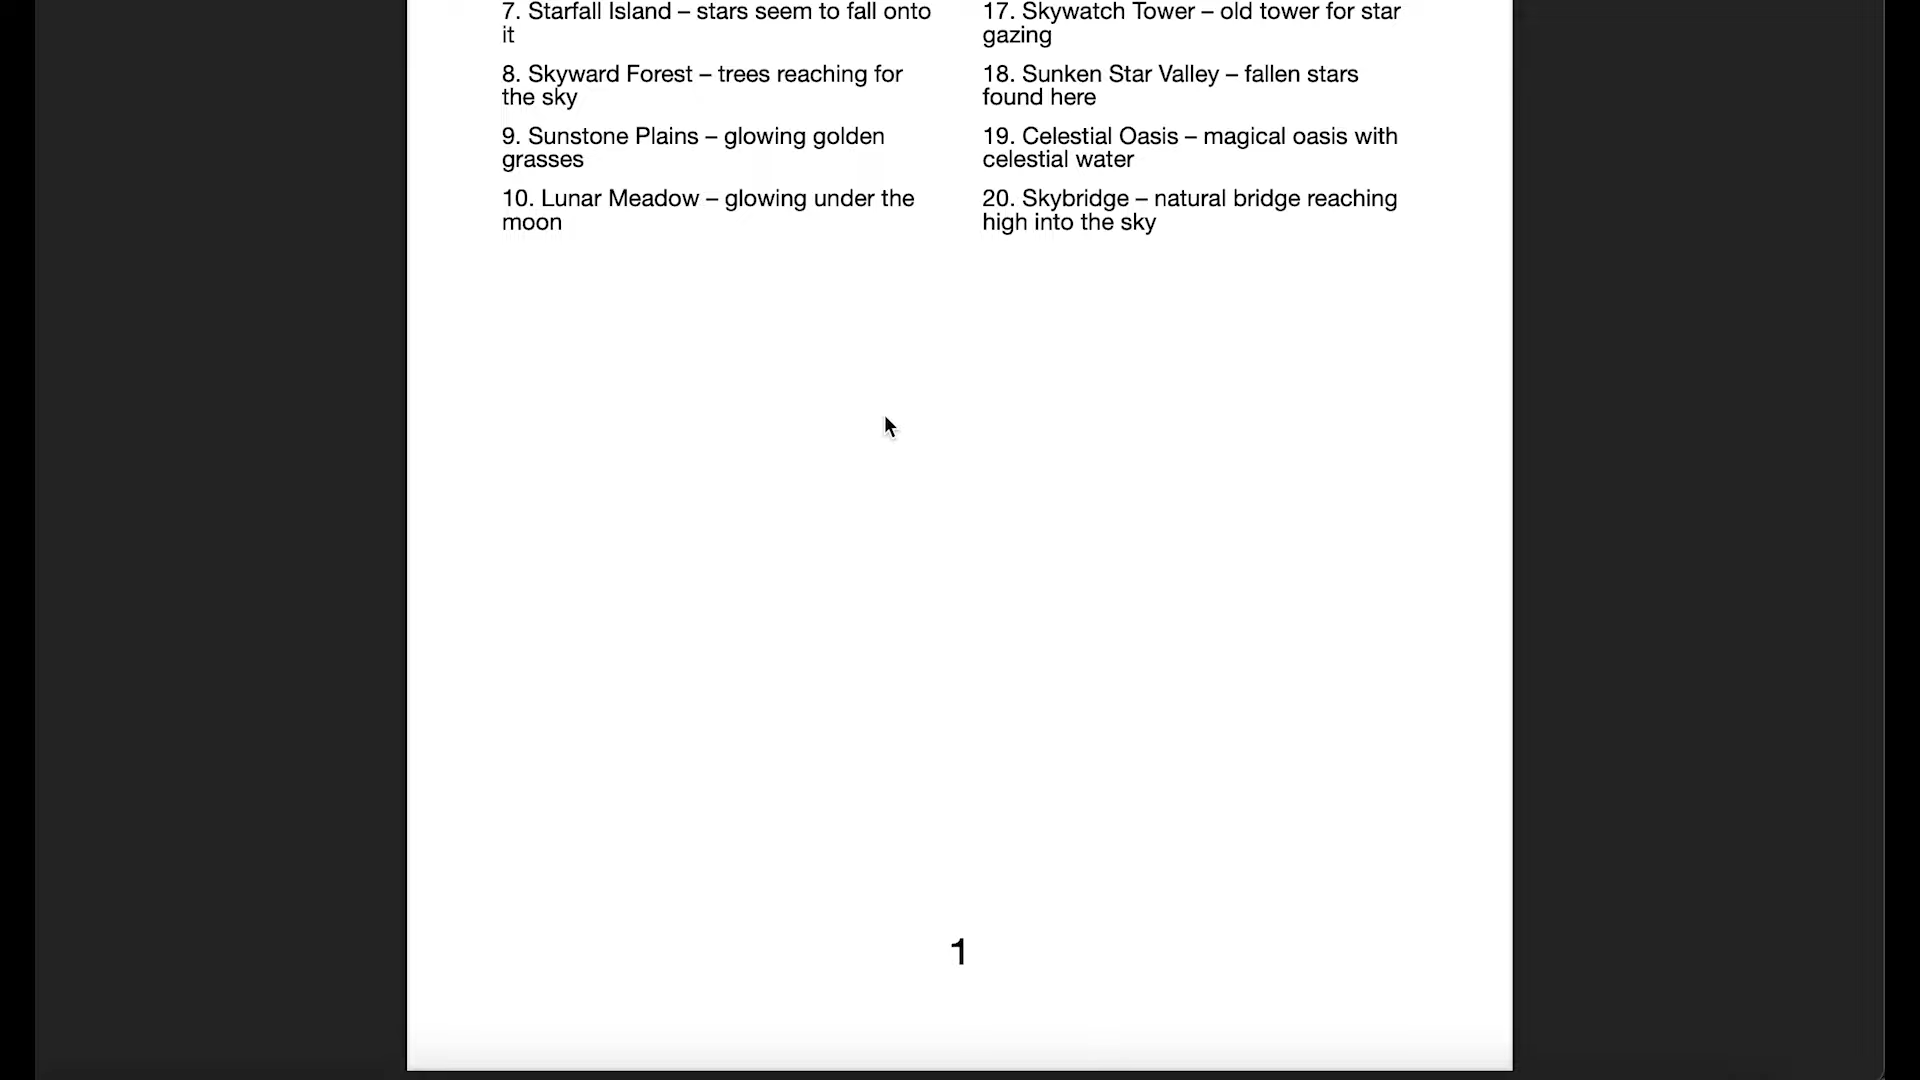 7. Starfall Island – stars seem to fall onto
it
8. Skyward Forest – trees reaching for
the sky
9. Sunstone Plains – glowing golden
grasses
10. Lunar Meadow – glowing under the
moon
17. Skywatch Tower – old tower for star
gazing
18. Sunken Star Valley – fallen stars
found here
19. Celestial Oasis – magical oasis with
celestial water
20. Skybridge – natural bridge reaching
high into the sky
1